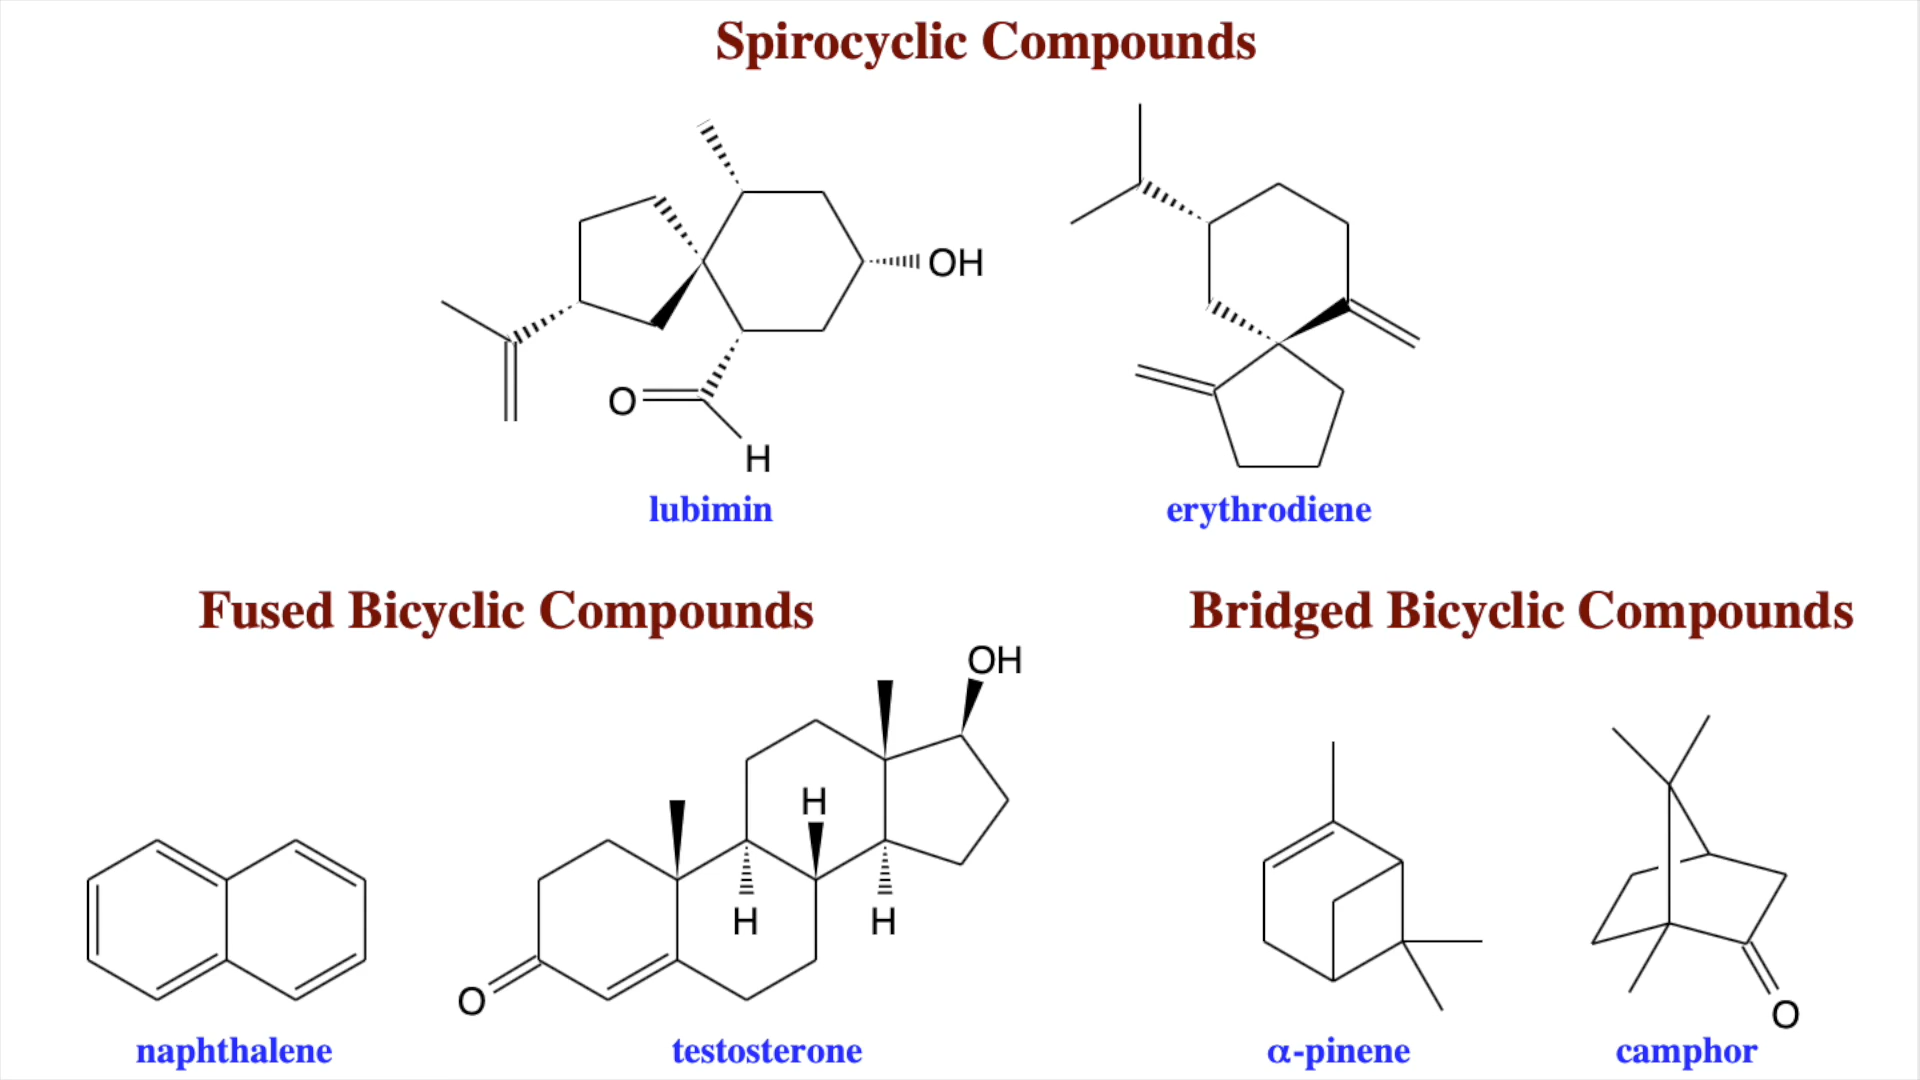 Spirocyclic Compounds
OH
O
H
lubimin
erythrodiene
Fused Bicyclic Compounds
Bridged Bicyclic Compounds
OH
H
H
H
O
O
naphthalene
testosterone
α-pinene
camphor